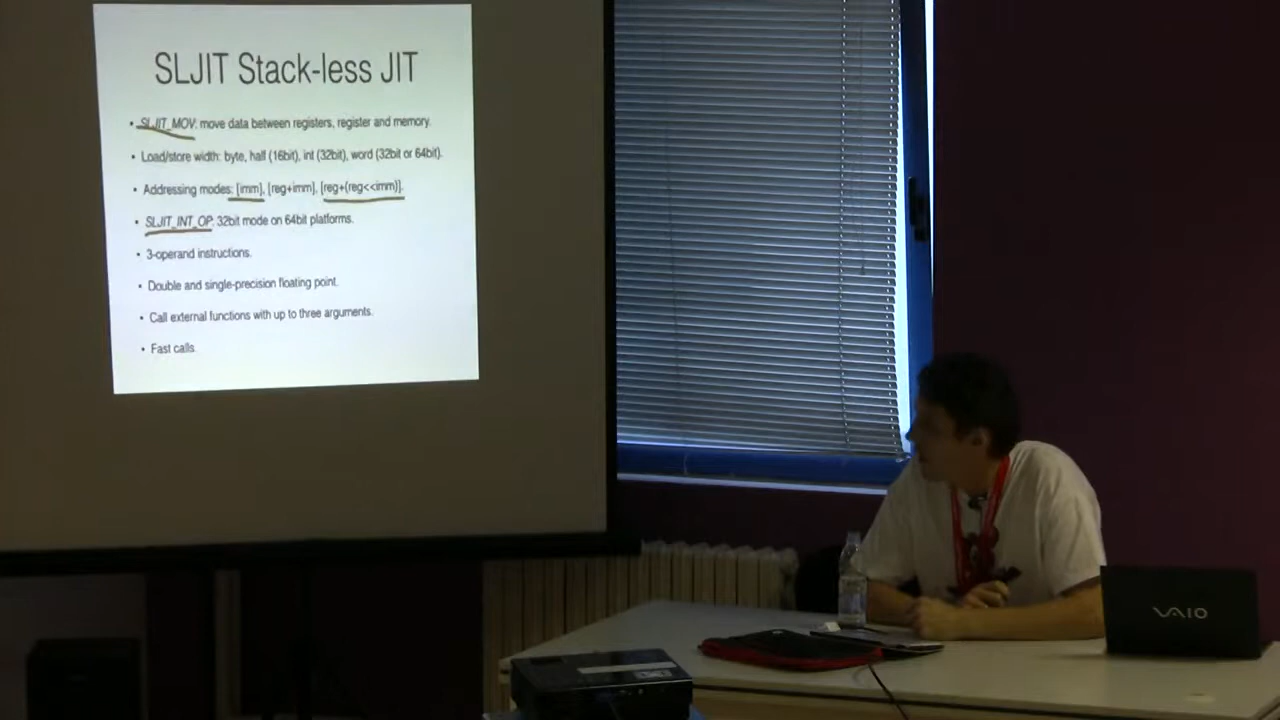 SLJIT Stack-less JIT
• SLJIT_MOV: move data between registers, register and memory.
• Load/store width: byte, half (16bit), int (32bit), word (32bit or 64bit).
• Addressing modes: [imm], [reg+imm], [reg+(reg<<imm)].
• SLJIT_INT_OP: 32bit mode on 64bit platforms.
• 3-operand instructions.
• Double and single-precision floating point.
• Call external functions with up to three arguments.
• Fast calls.
VAIO